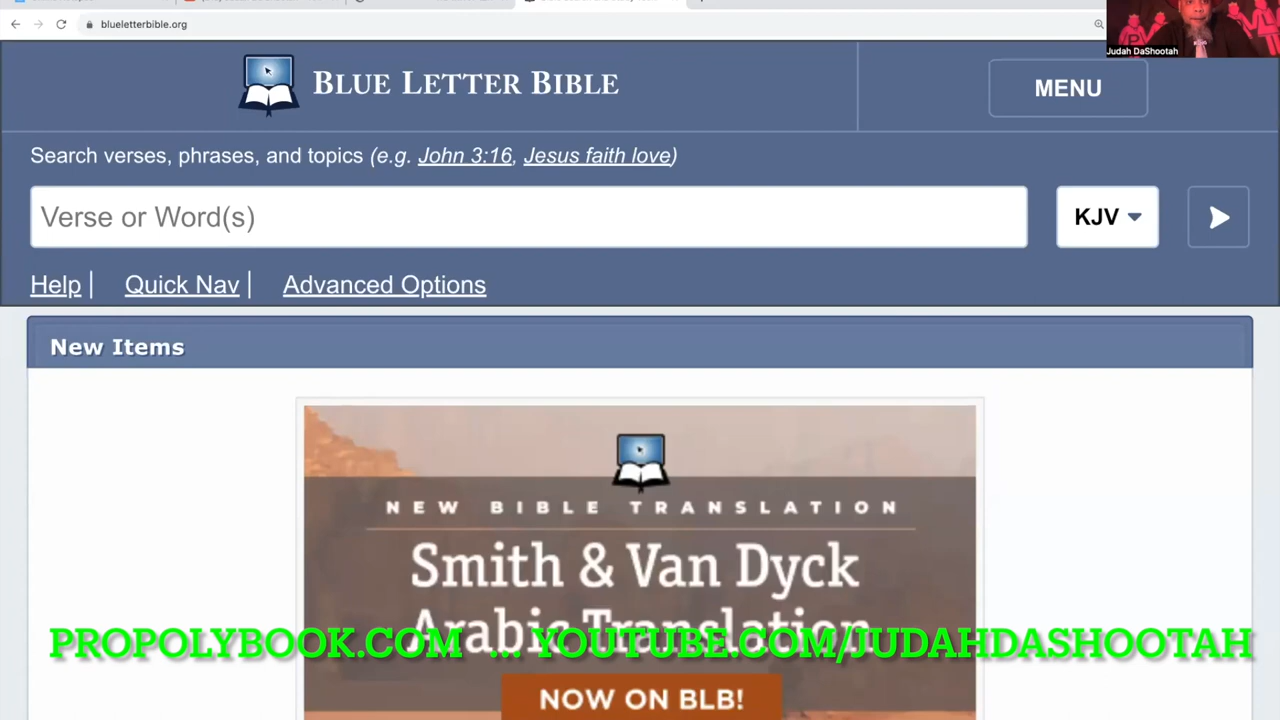 blueletterbible.org
Judah DaShootah
BLUE LETTER BIBLE
MENU
Search verses, phrases, and topics (e.g. John 3:16, Jesus faith love)
Verse or Word(s)
KJV
Help | Quick Nav | Advanced Options
New Items
NEW BIBLE TRANSLATION
Smith & Van Dyck
Arabic Translation
PROPOLYBOOK.COM ... YOUTUBE.COM/JUDAHDASHOOTAH
NOW ON BLB!